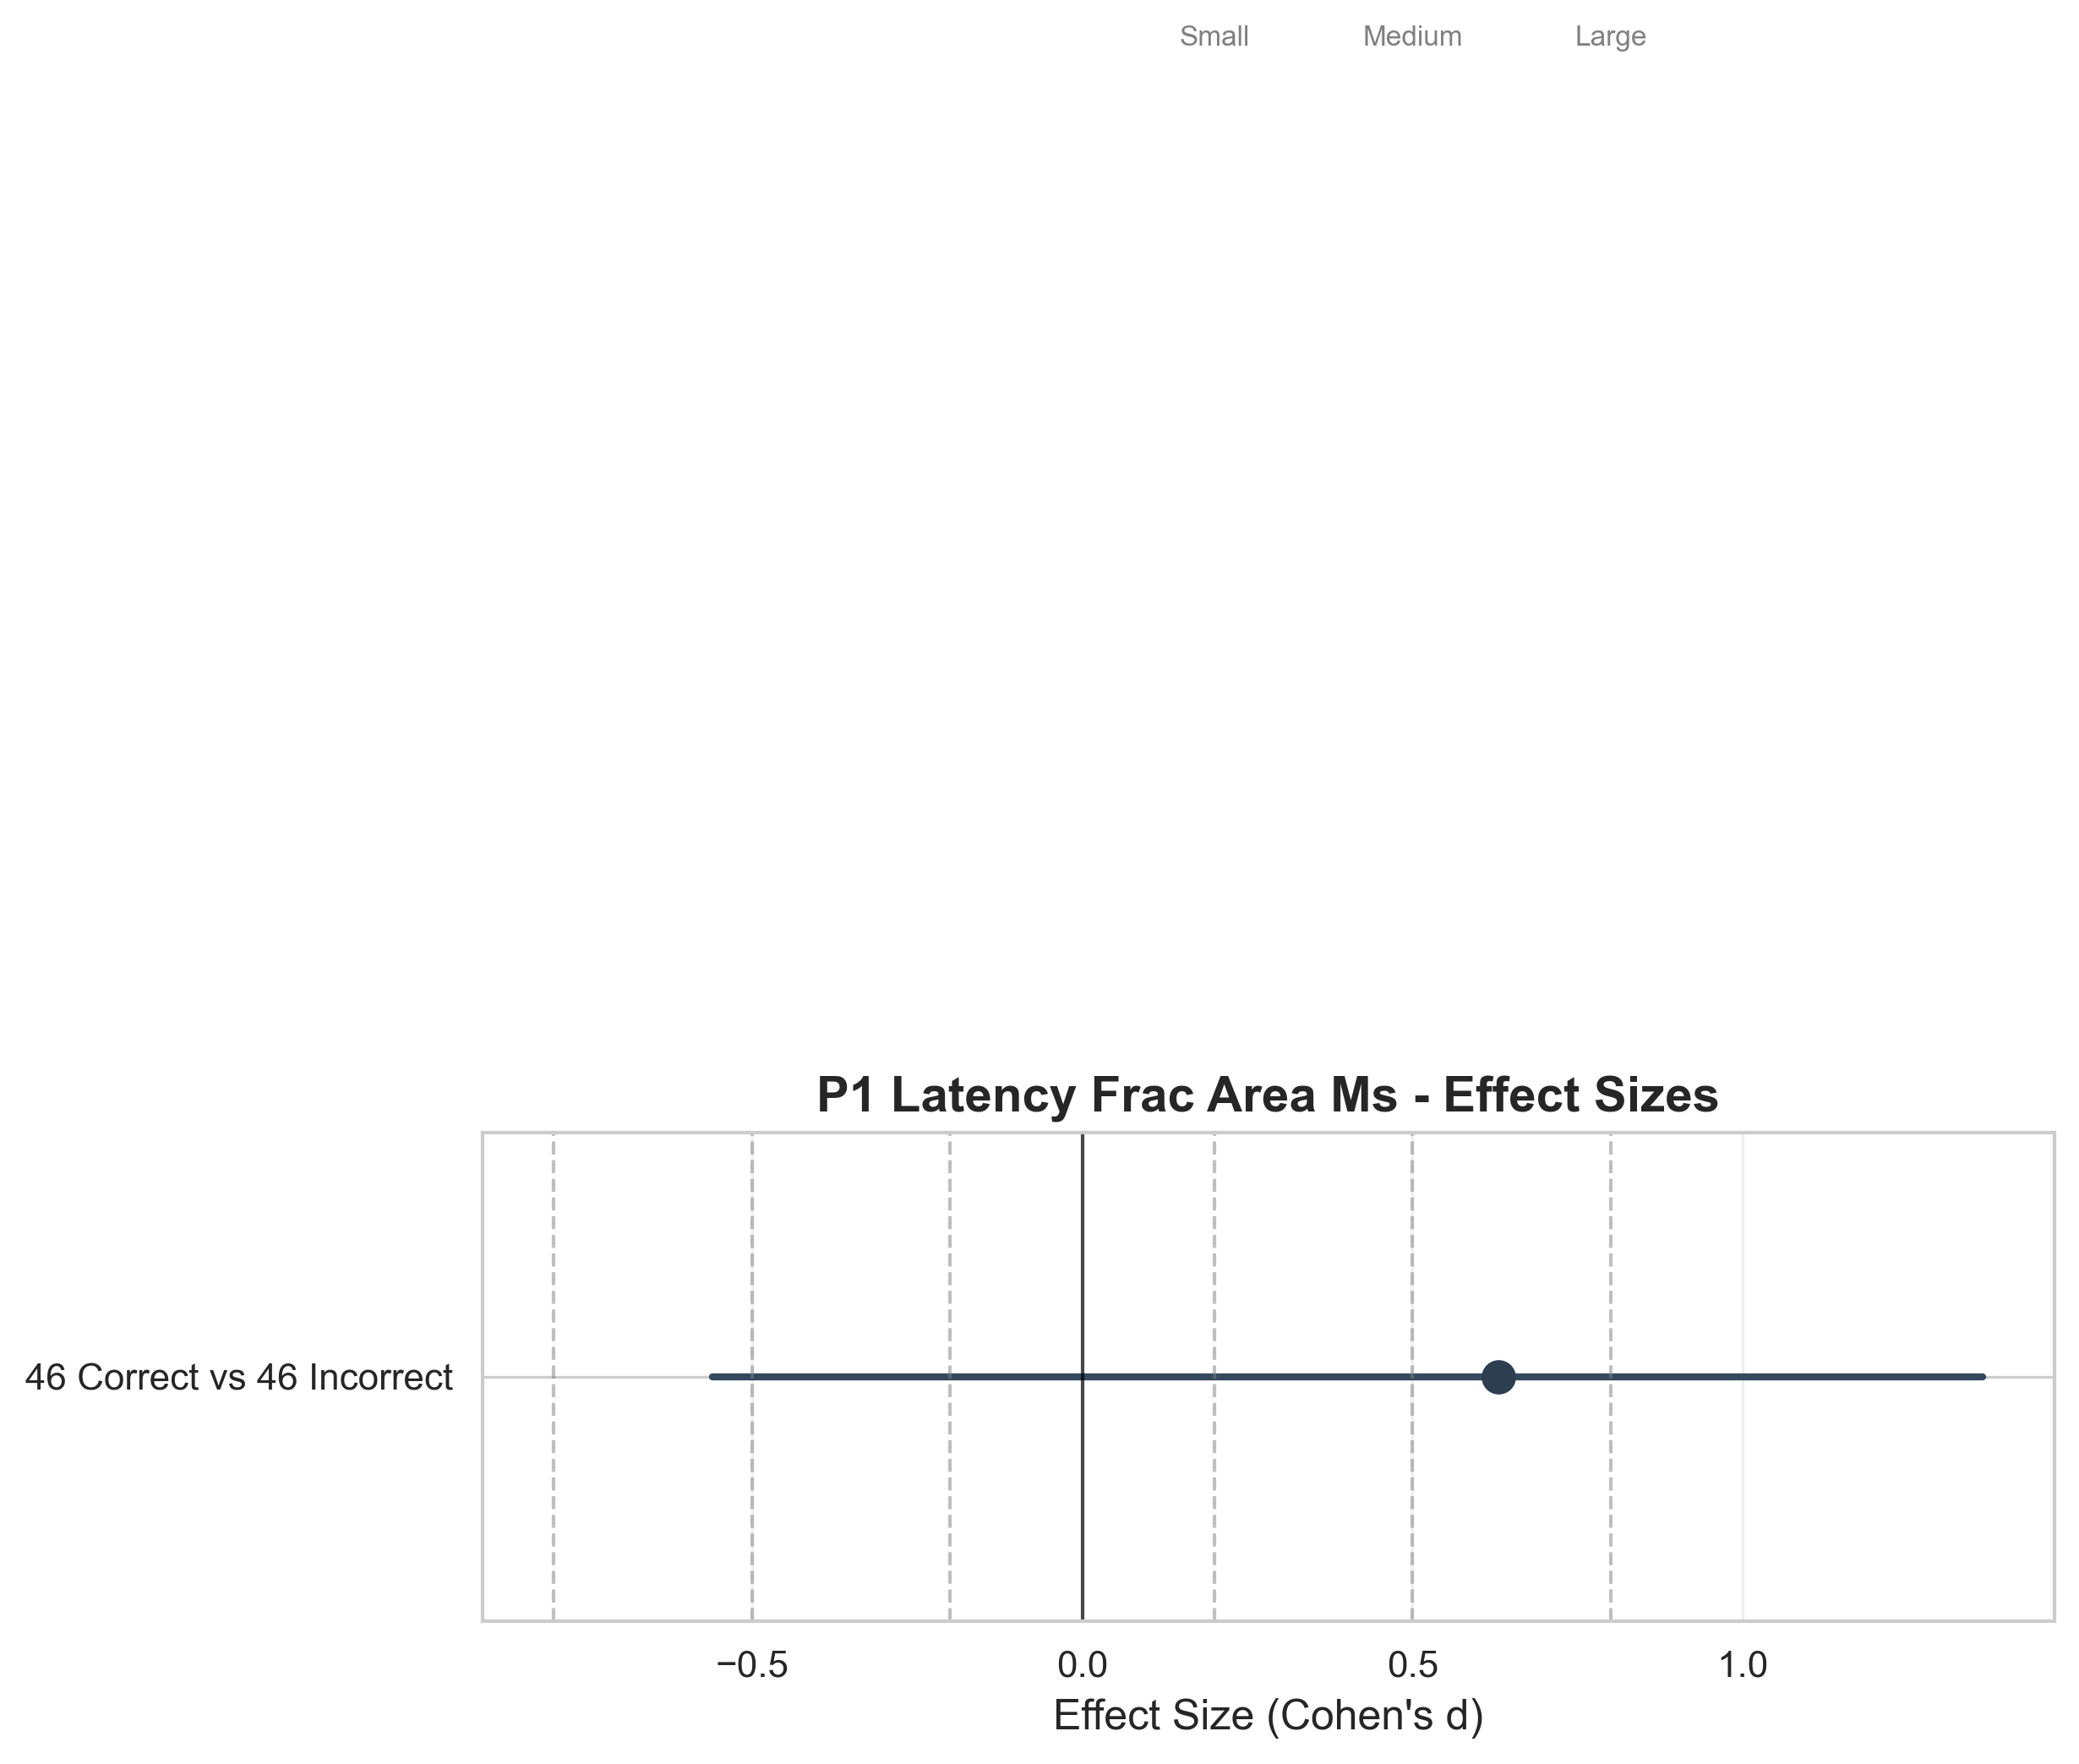 Small Medium Large
P1 Latency Frac Area Ms - Effect Sizes
46 Correct vs 46 Incorrect
−0.5 0.0 0.5 1.0
Effect Size (Cohen's d)